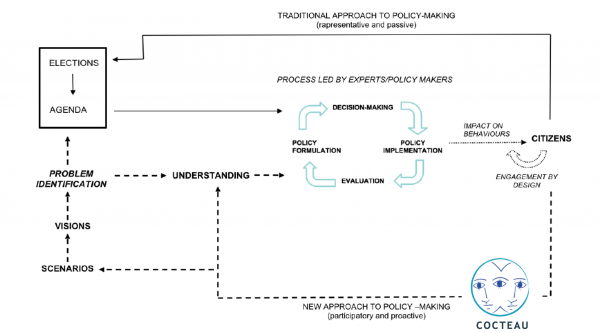 TRADITIONAL APPROACH TO POLICY-MAKING
(rapresentative and passive)
ELECTIONS
AGENDA
PROCESS LED BY EXPERTS/POLICY MAKERS
DECISION-MAKING
POLICY
FORMULATION
POLICY
IMPLEMENTATION
EVALUATION
IMPACT ON
BEHAVIOURS
CITIZENS
ENGAGEMENT BY
DESIGN
PROBLEM
IDENTIFICATION
UNDERSTANDING
VISIONS
SCENARIOS
NEW APPROACH TO POLICY –MAKING
(participatory and proactive)
COCTEAU